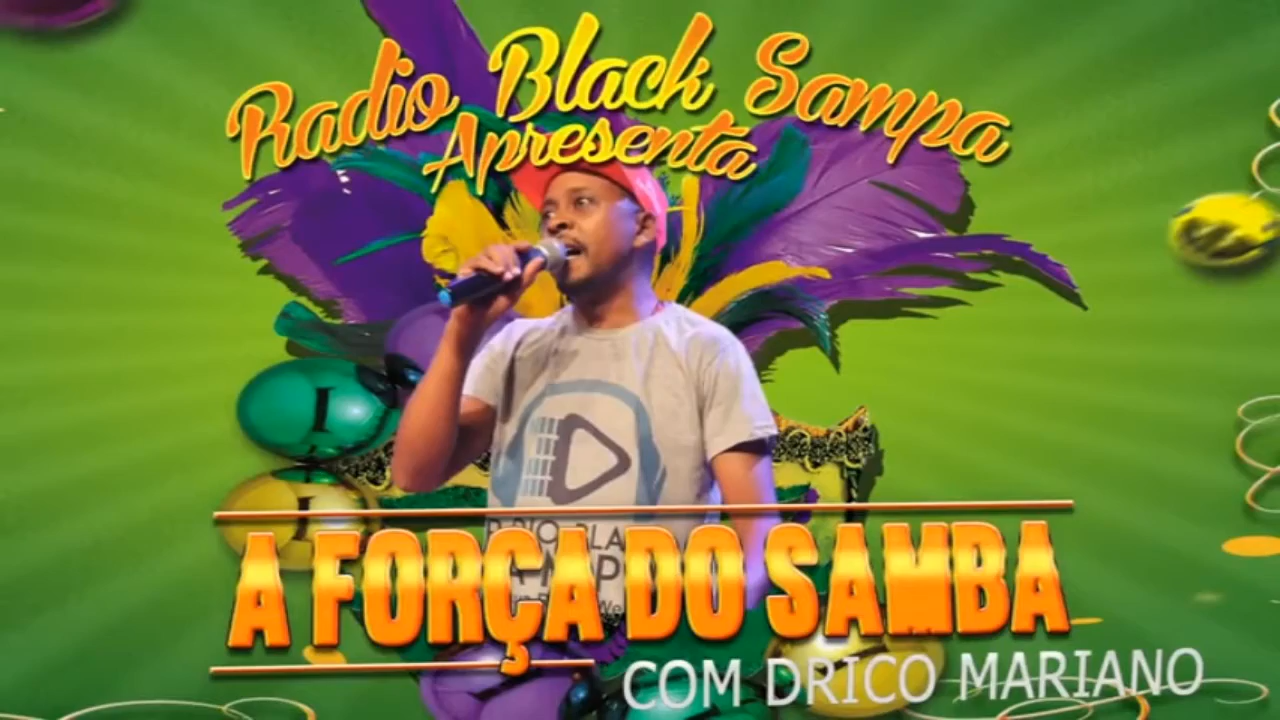 Radio Black Sampa
Apresenta
A FORÇA DO SAMBA
COM DRICO MARIANO